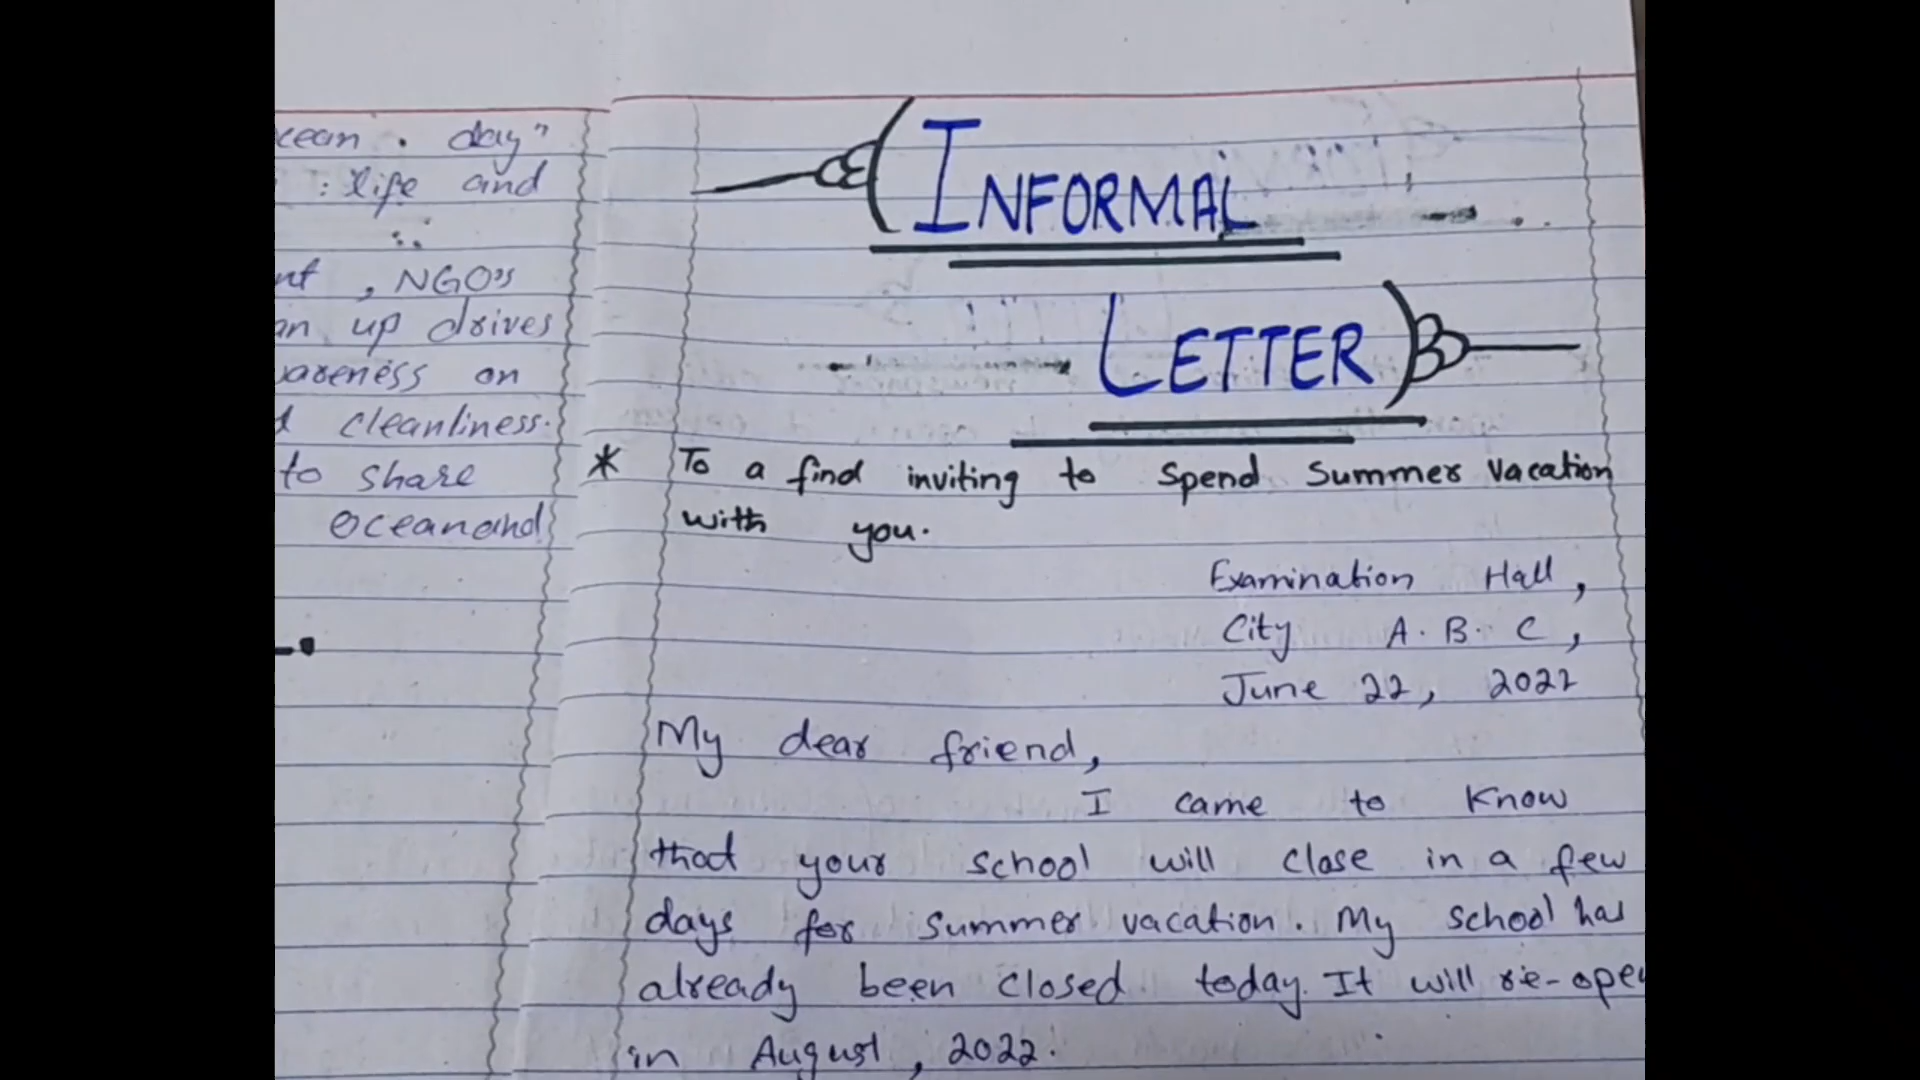 cean . day"
: life and
nt , NGO's
an up drives
wareness on
d cleanliness.
to share
oceanand
INFORMAL
LETTER
* To a find inviting to spend summer vacation
with you.
Examination Hall,
City A. B. C,
June 22, 2022
My dear friend,
I came to know
that your school will close in a few
days for summer vacation. My school has
already been closed today. It will re-open
in August, 2022.